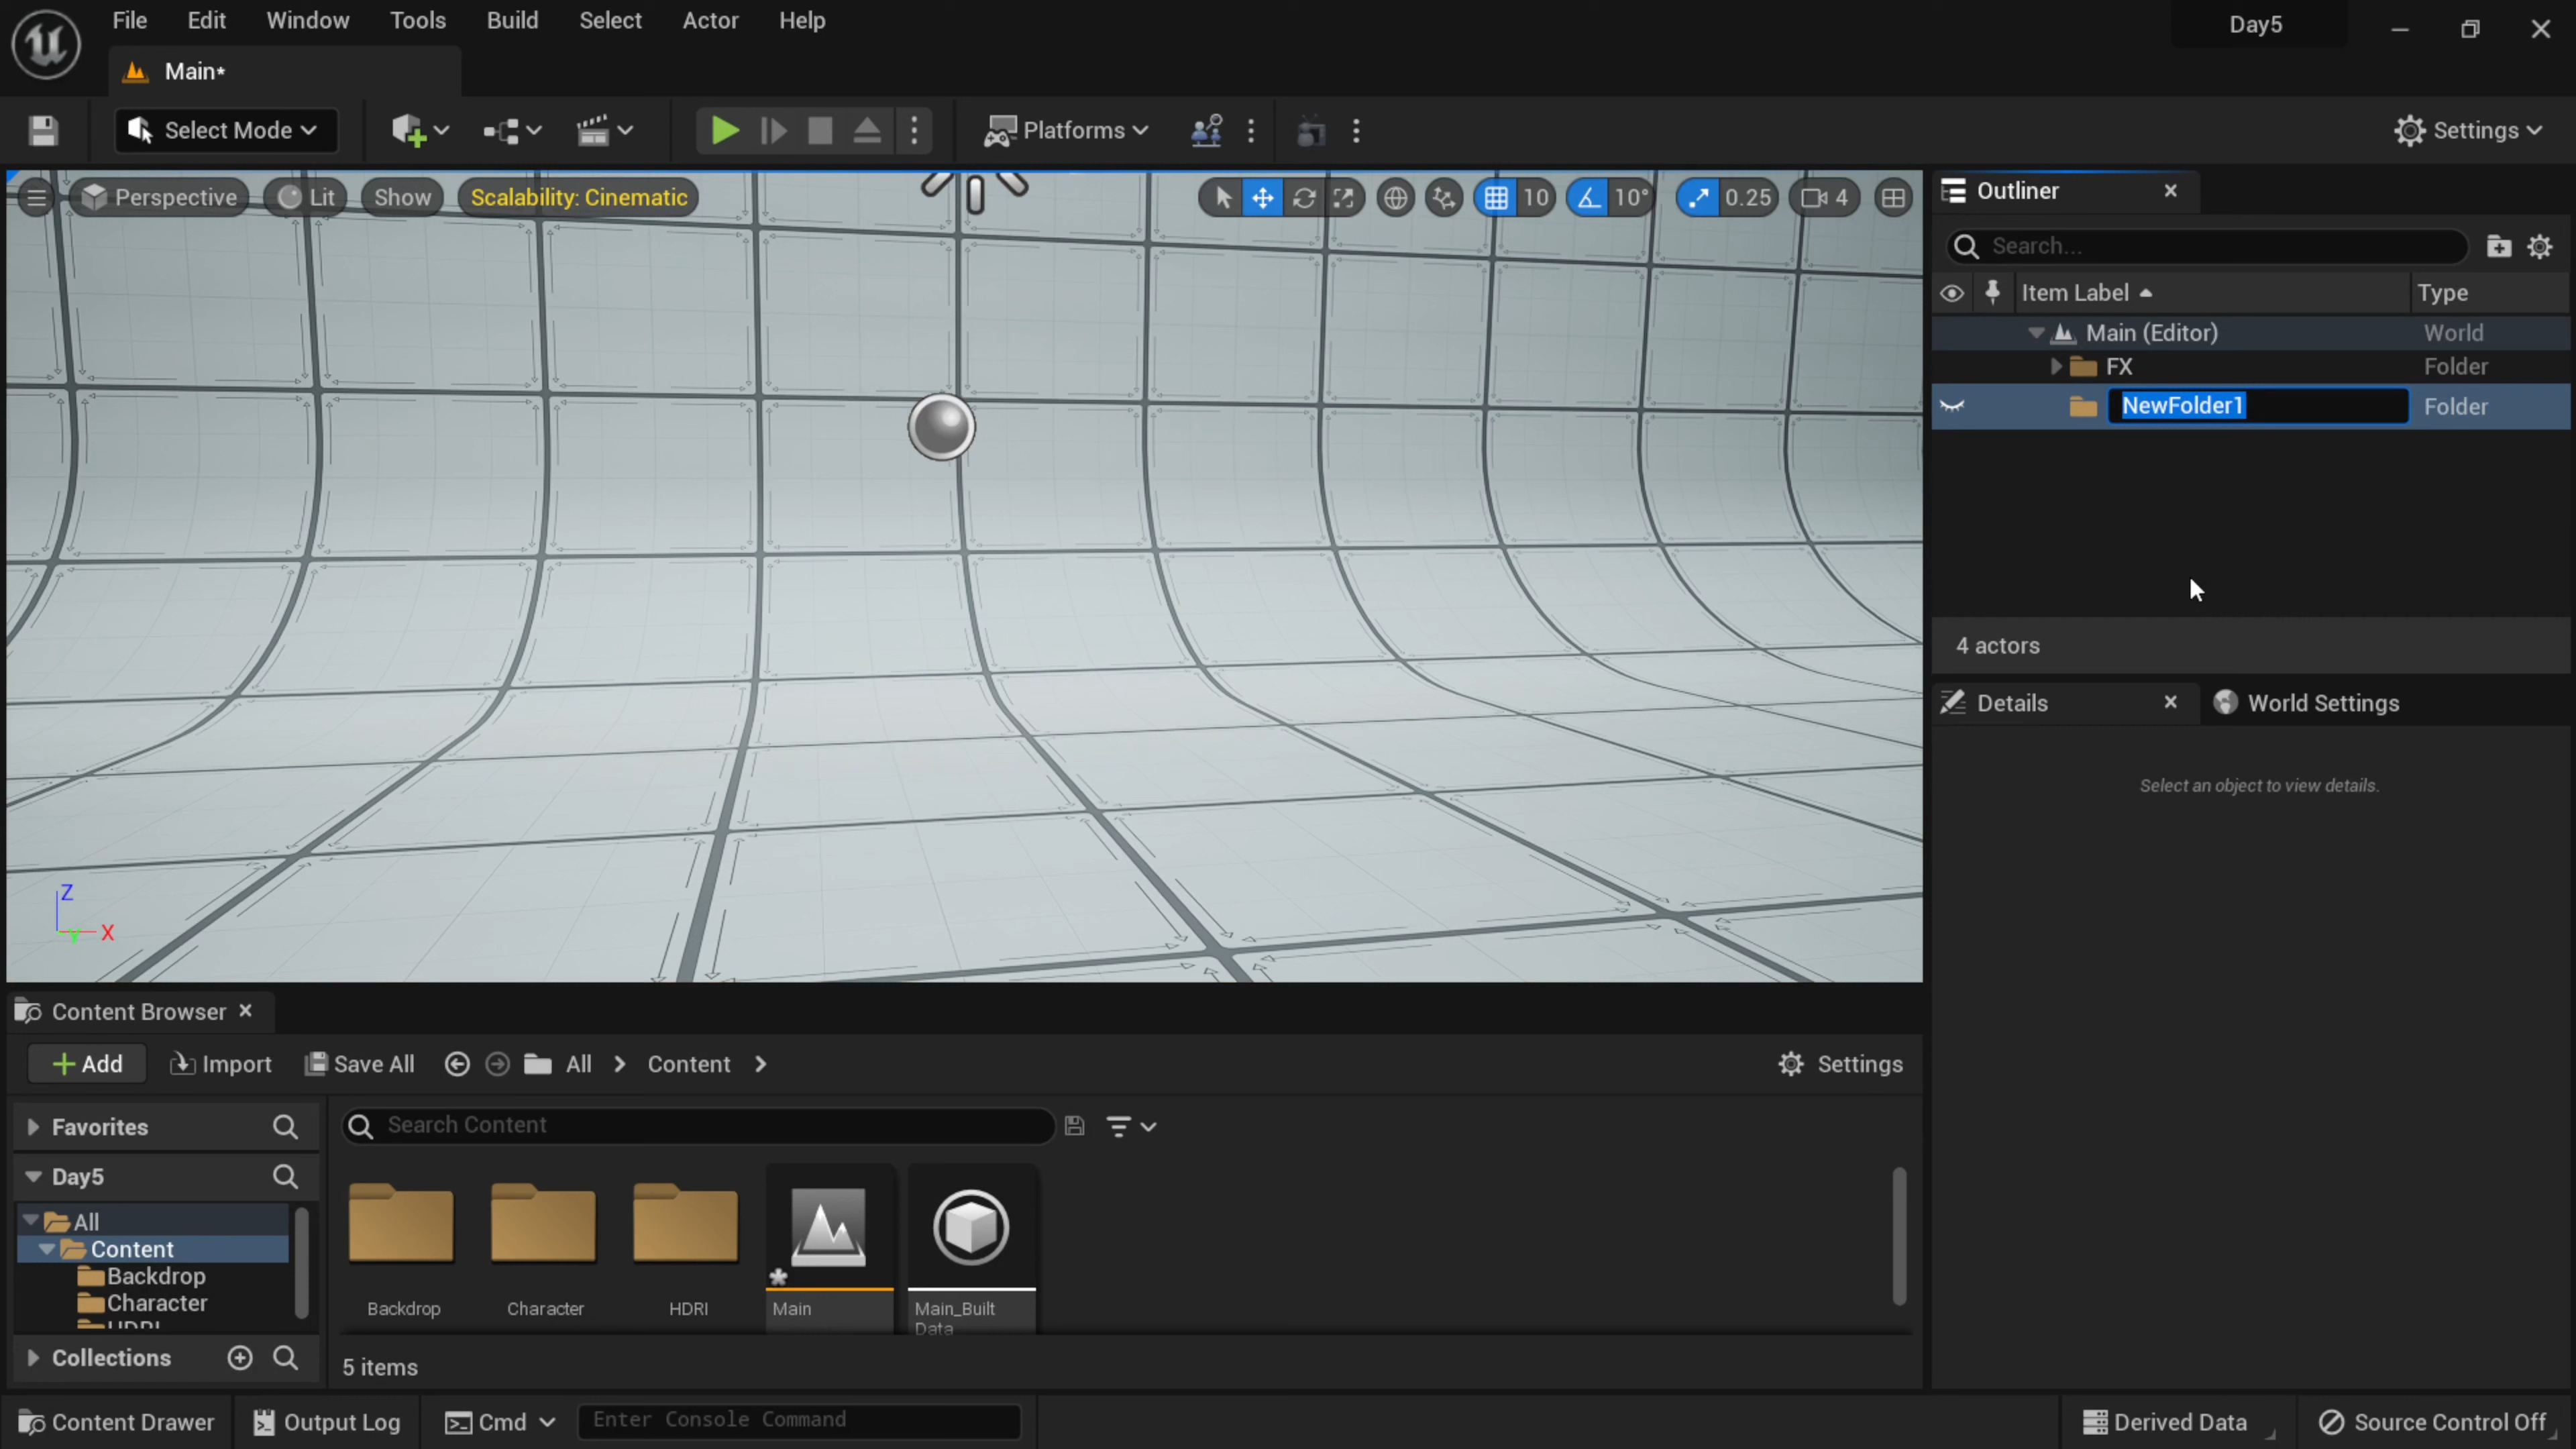 File Edit Window Tools Build Select Actor Help
Day5
Main*
Select Mode
Platforms
Settings
Perspective Lit Show Scalability: Cinematic
10 10° 0.25 4
Outliner
Search...
Item Label Type
Main (Editor) World
FX Folder
NewFolder1 Folder
4 actors
Details World Settings
Select an object to view details.
Z
Y X
Content Browser
Add Import Save All All Content Settings
Favorites
Search Content
Day5
All
Content
Backdrop
Character
HDRI
Backdrop Character HDRI Main Main_Built
Data
Collections
5 items
Content Drawer Output Log Cmd Enter Console Command Derived Data Source Control Off